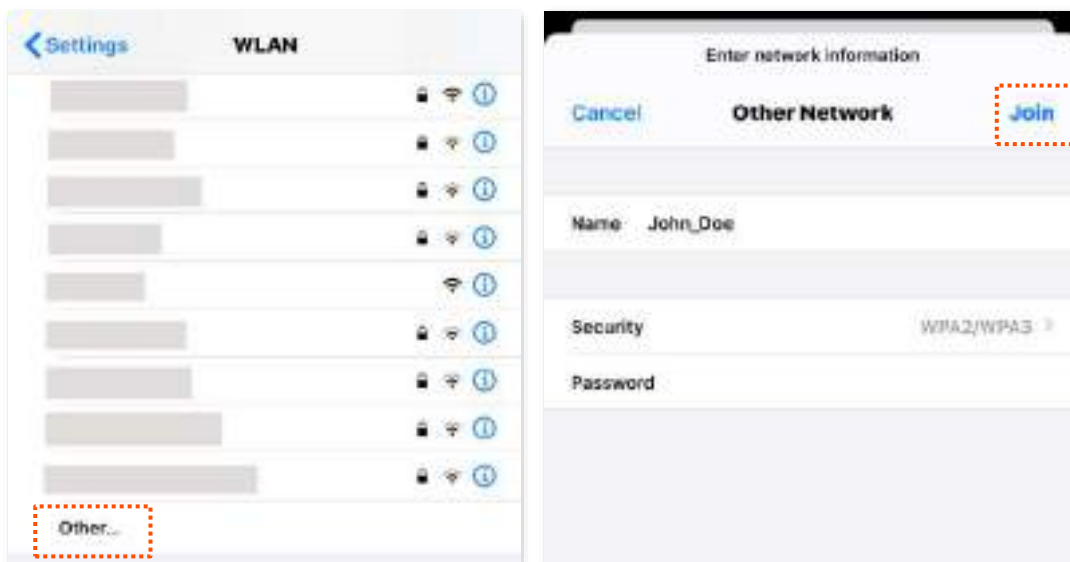 Settings WLAN
Other...
Enter network information
Cancel Other Network Join
Name John_Doe
Security WPA2/WPA3
Password